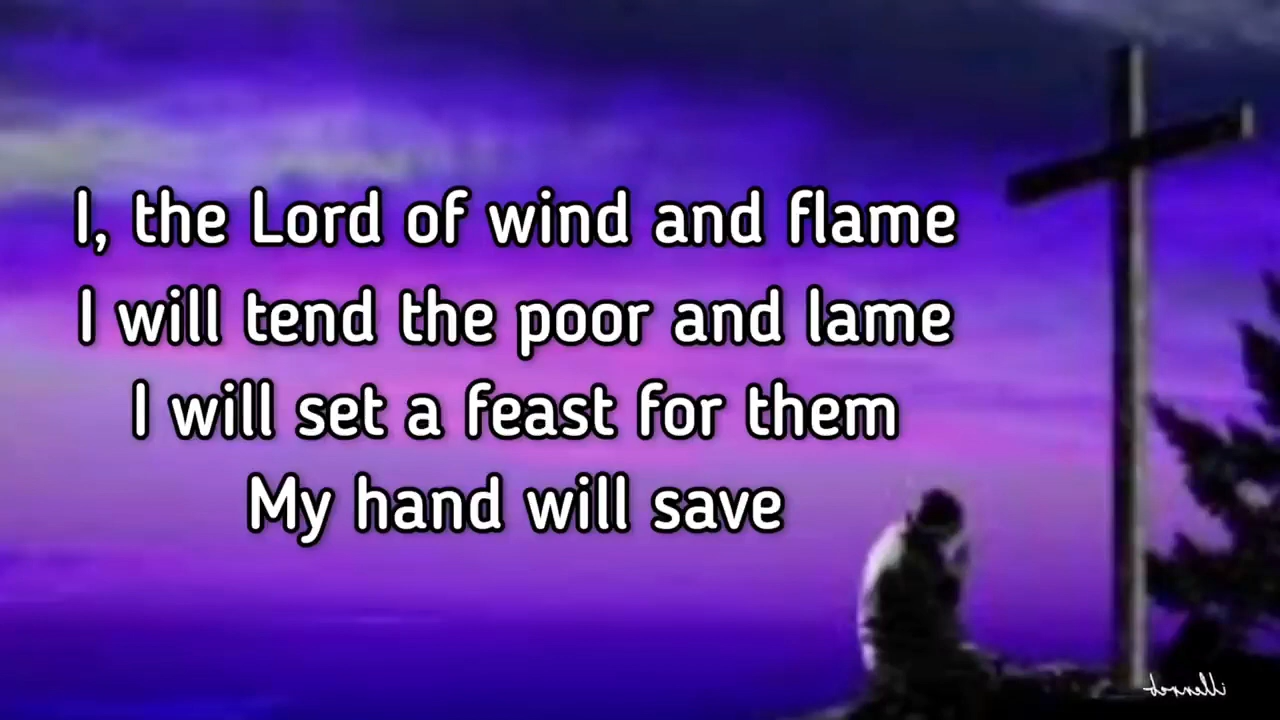 I, the Lord of wind and flame
I will tend the poor and lame
I will set a feast for them
My hand will save